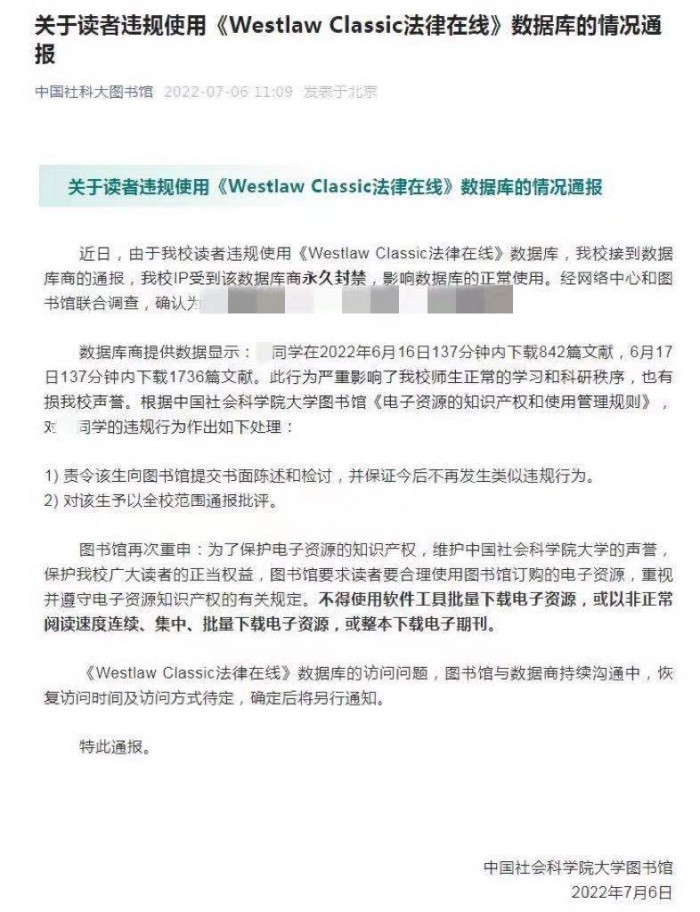 关于读者违规使用《Westlaw Classic法律在线》数据库的情况通
报
中国社科大图书馆 2022-07-06 11:09 发表于北京
关于读者违规使用《Westlaw Classic法律在线》数据库的情况通报
近日，由于我校读者违规使用《Westlaw Classic法律在线》数据库，我校接到数据
库商的通报，我校IP受到该数据库商永久封禁，影响数据库的正常使用。经网络中心和图
书馆联合调查，确认为
数据库商提供数据显示： 同学在2022年6月16日137分钟内下载842篇文献，6月17
日137分钟内下载1736篇文献。此行为严重影响了我校师生正常的学习和科研秩序，也有
损我校声誉。根据中国社会科学院大学图书馆《电子资源的知识产权和使用管理规则》，
对 同学的违规行为作出如下处理：
1) 责令该生向图书馆提交书面陈述和检讨，并保证今后不再发生类似违规行为。
2) 对该生予以全校范围通报批评。
图书馆再次重申：为了保护电子资源的知识产权，维护中国社会科学院大学的声誉，
保护我校广大读者的正当权益，图书馆要求读者要合理使用图书馆订购的电子资源，重视
并遵守电子资源知识产权的有关规定。不得使用软件工具批量下载电子资源，或以非正常
阅读速度连续、集中、批量下载电子资源，或整本下载电子期刊。
《Westlaw Classic法律在线》数据库的访问问题，图书馆与数据商持续沟通中，恢
复访问时间及访问方式待定，确定后将另行通知。
特此通报。
中国社会科学院大学图书馆
2022年7月6日